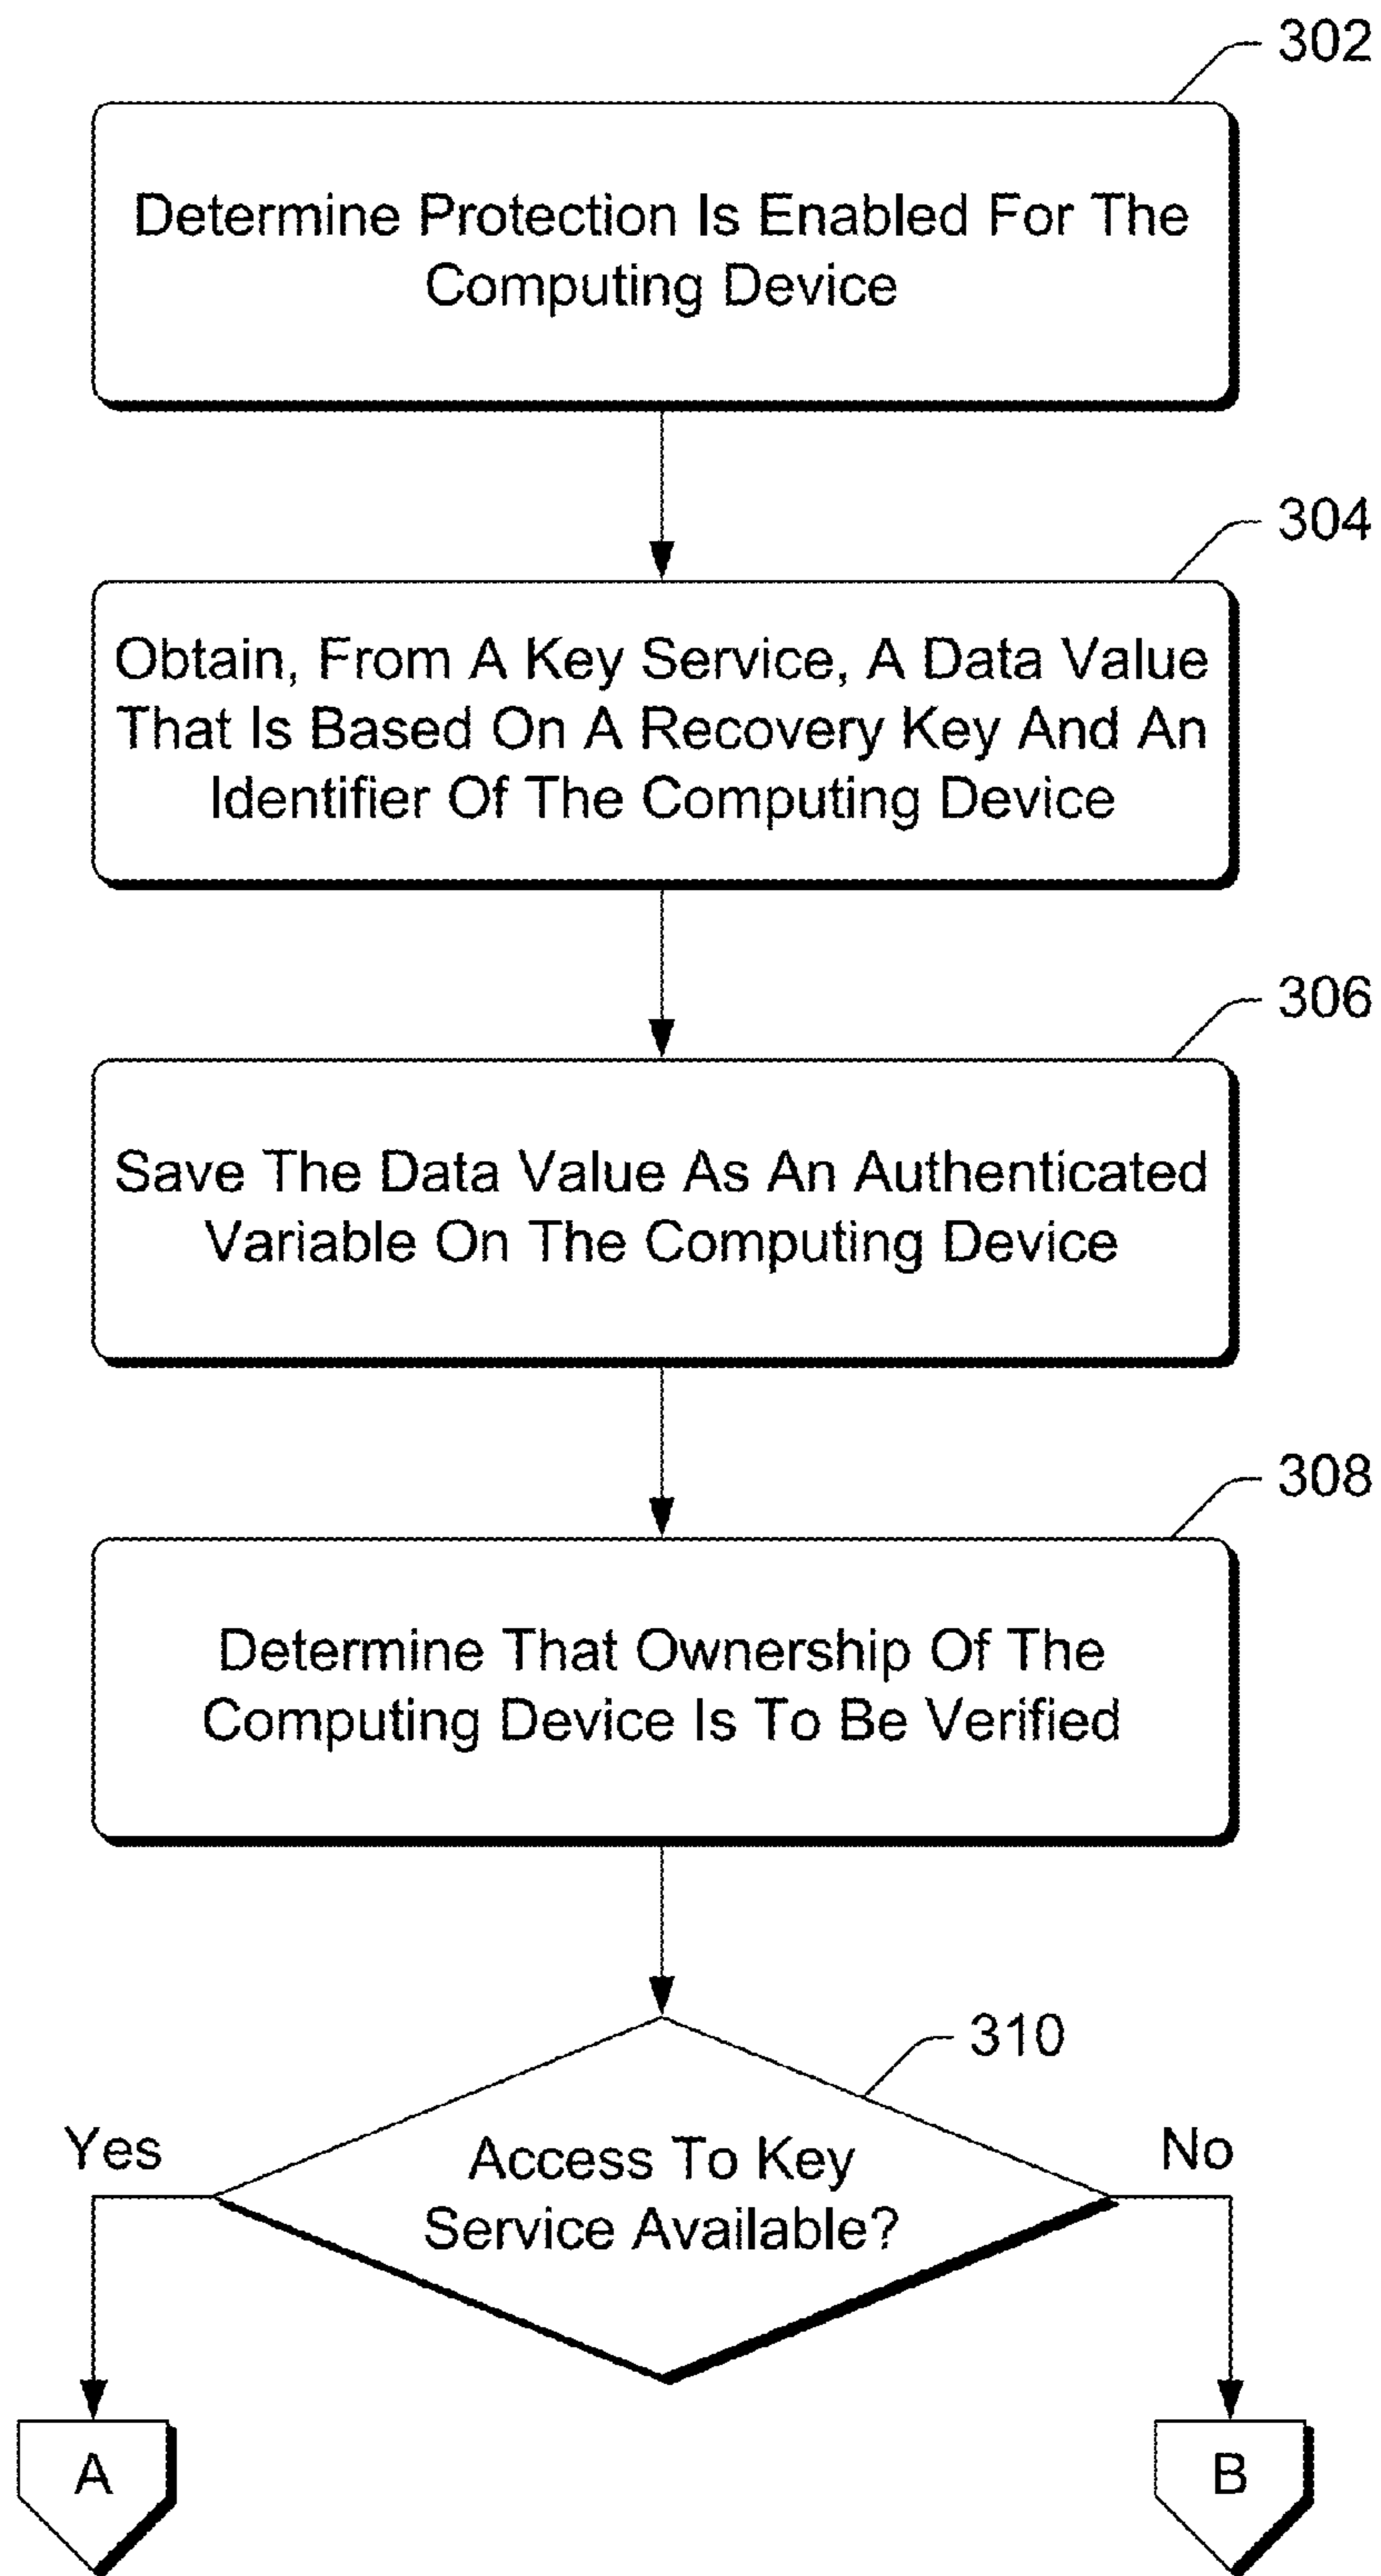 302
Determine Protection Is Enabled For The
Computing Device
304
Obtain, From A Key Service, A Data Value
That Is Based On A Recovery Key And An
Identifier Of The Computing Device
306
Save The Data Value As An Authenticated
Variable On The Computing Device
308
Determine That Ownership Of The
Computing Device Is To Be Verified
310
Yes
Access To Key
Service Available?
No
A
B